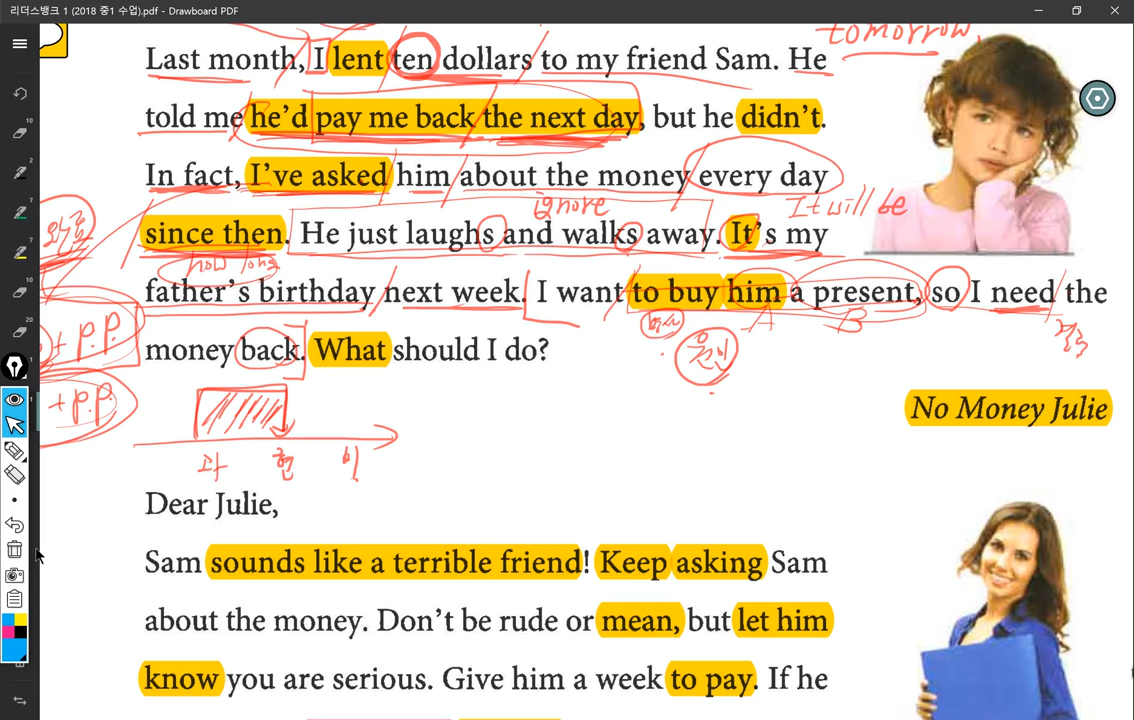 리더스뱅크 1 (2018 중1 수업).pdf - Drawboard PDF
tomorrow,
Last month, I lent ten dollars to my friend Sam. He
told me he'd pay me back the next day, but he didn't.
In fact, I've asked him about the money every day
ignore
It will be
since then. He just laughs and walks away. It's my
how long
father's birthday next week. I want to buy him a present, so I need the
A B
+ p.p.
money back. What should I do?
+ p.p.
No Money Julie
과 현 미
Dear Julie,
Sam sounds like a terrible friend! Keep asking Sam
about the money. Don't be rude or mean, but let him
know you are serious. Give him a week to pay. If he